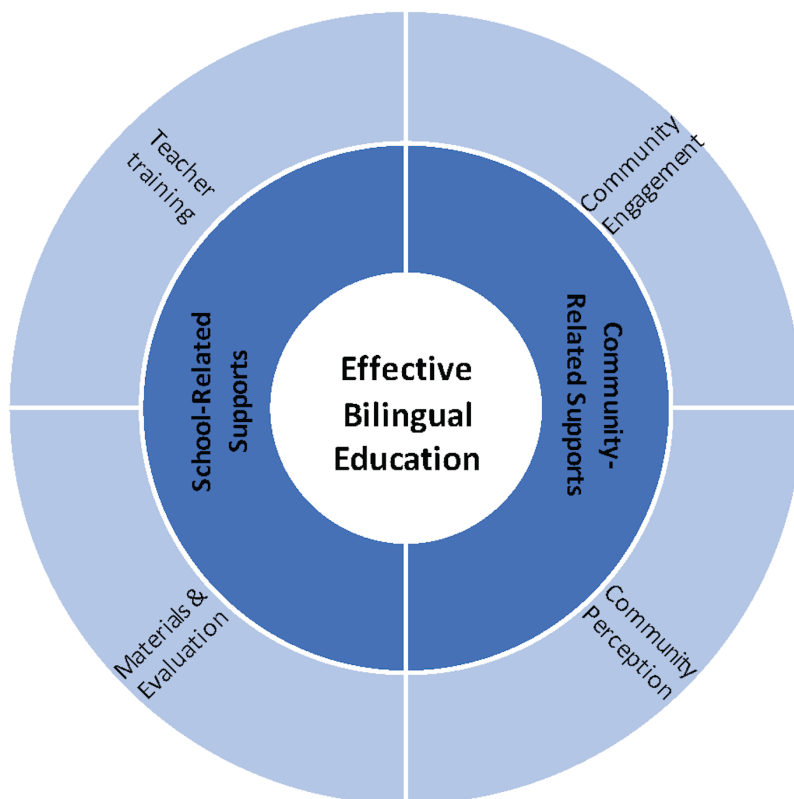 Teacher
training
Community
Engagement
School-Related
Supports
Effective
Bilingual
Education
Community-
Related Supports
Materials &
Evaluation
Community
Perception